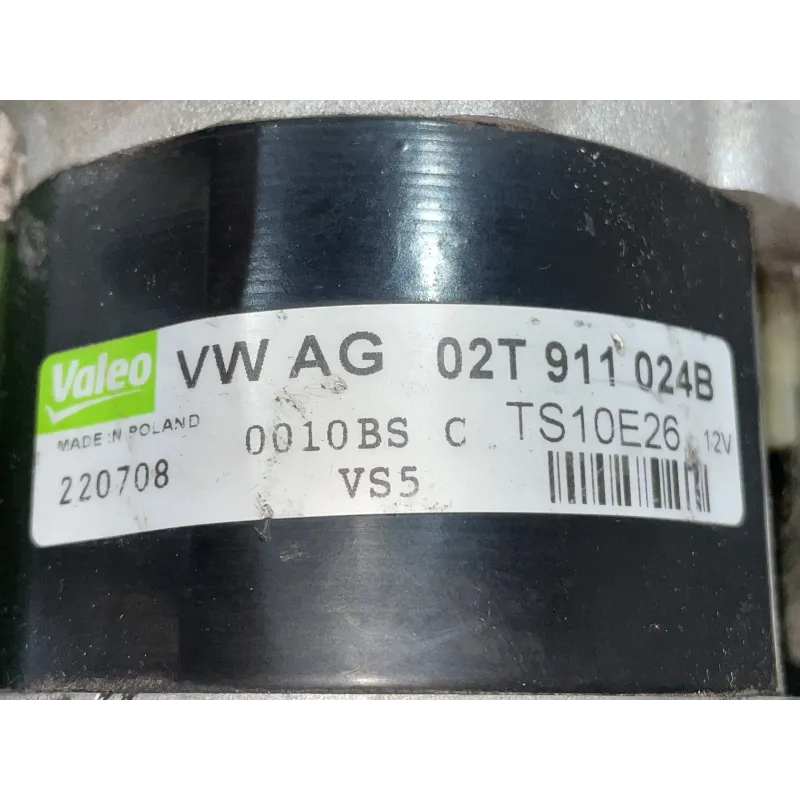 Valeo VW AG 02T 911 024B
MADE IN POLAND 0010BS C TS10E26 12V
220708 VS5